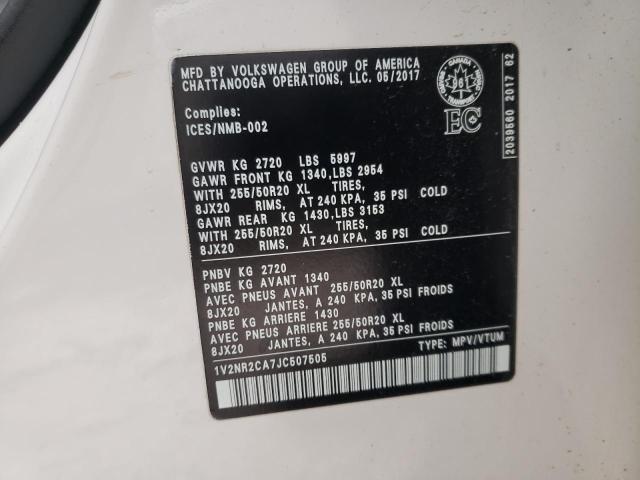 MFD BY VOLKSWAGEN GROUP OF AMERICA
CHATTANOOGA OPERATIONS, LLC. 05/2017
Complies:
ICES/NMB-002
GVWR KG 2720 LBS 5997
GAWR FRONT KG 1340, LBS 2954
WITH 255/50R20 XL TIRES,
8JX20 RIMS, AT 240 KPA, 35 PSI COLD
GAWR REAR KG 1430, LBS 3153
WITH 255/50R20 XL TIRES,
8JX20 RIMS, AT 240 KPA, 35 PSI COLD
PNBV KG 2720
PNBE KG AVANT 1340
AVEC PNEUS AVANT 255/50R20 XL
8JX20 JANTES, A 240 KPA, 35 PSI FROIDS
PNBE KG ARRIERE 1430
AVEC PNEUS ARRIERE 255/50R20 XL
8JX20 JANTES, A 240 KPA, 35 PSI FROIDS
1V2NR2CA7JC507505 TYPE: MPV/VTUM
CANADA
TRANSPORT
EC
2039560 2017 62